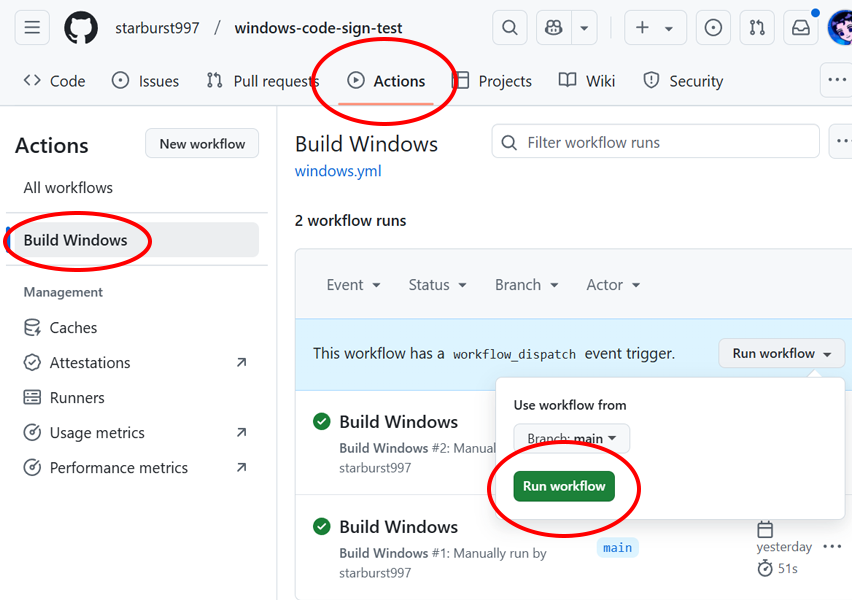 starburst997 / windows-code-sign-test
Code Issues Pull requests Actions Projects Wiki Security
Actions
New workflow
All workflows
Build Windows
Management
Caches
Attestations
Runners
Usage metrics
Performance metrics
Build Windows
windows.yml
Filter workflow runs
2 workflow runs
Event Status Branch Actor
This workflow has a workflow_dispatch event trigger.
Run workflow
Use workflow from
Branch: main
Run workflow
Build Windows
Build Windows #2: Manual
starburst997
Build Windows
Build Windows #1: Manually run by
starburst997
main
yesterday
51s